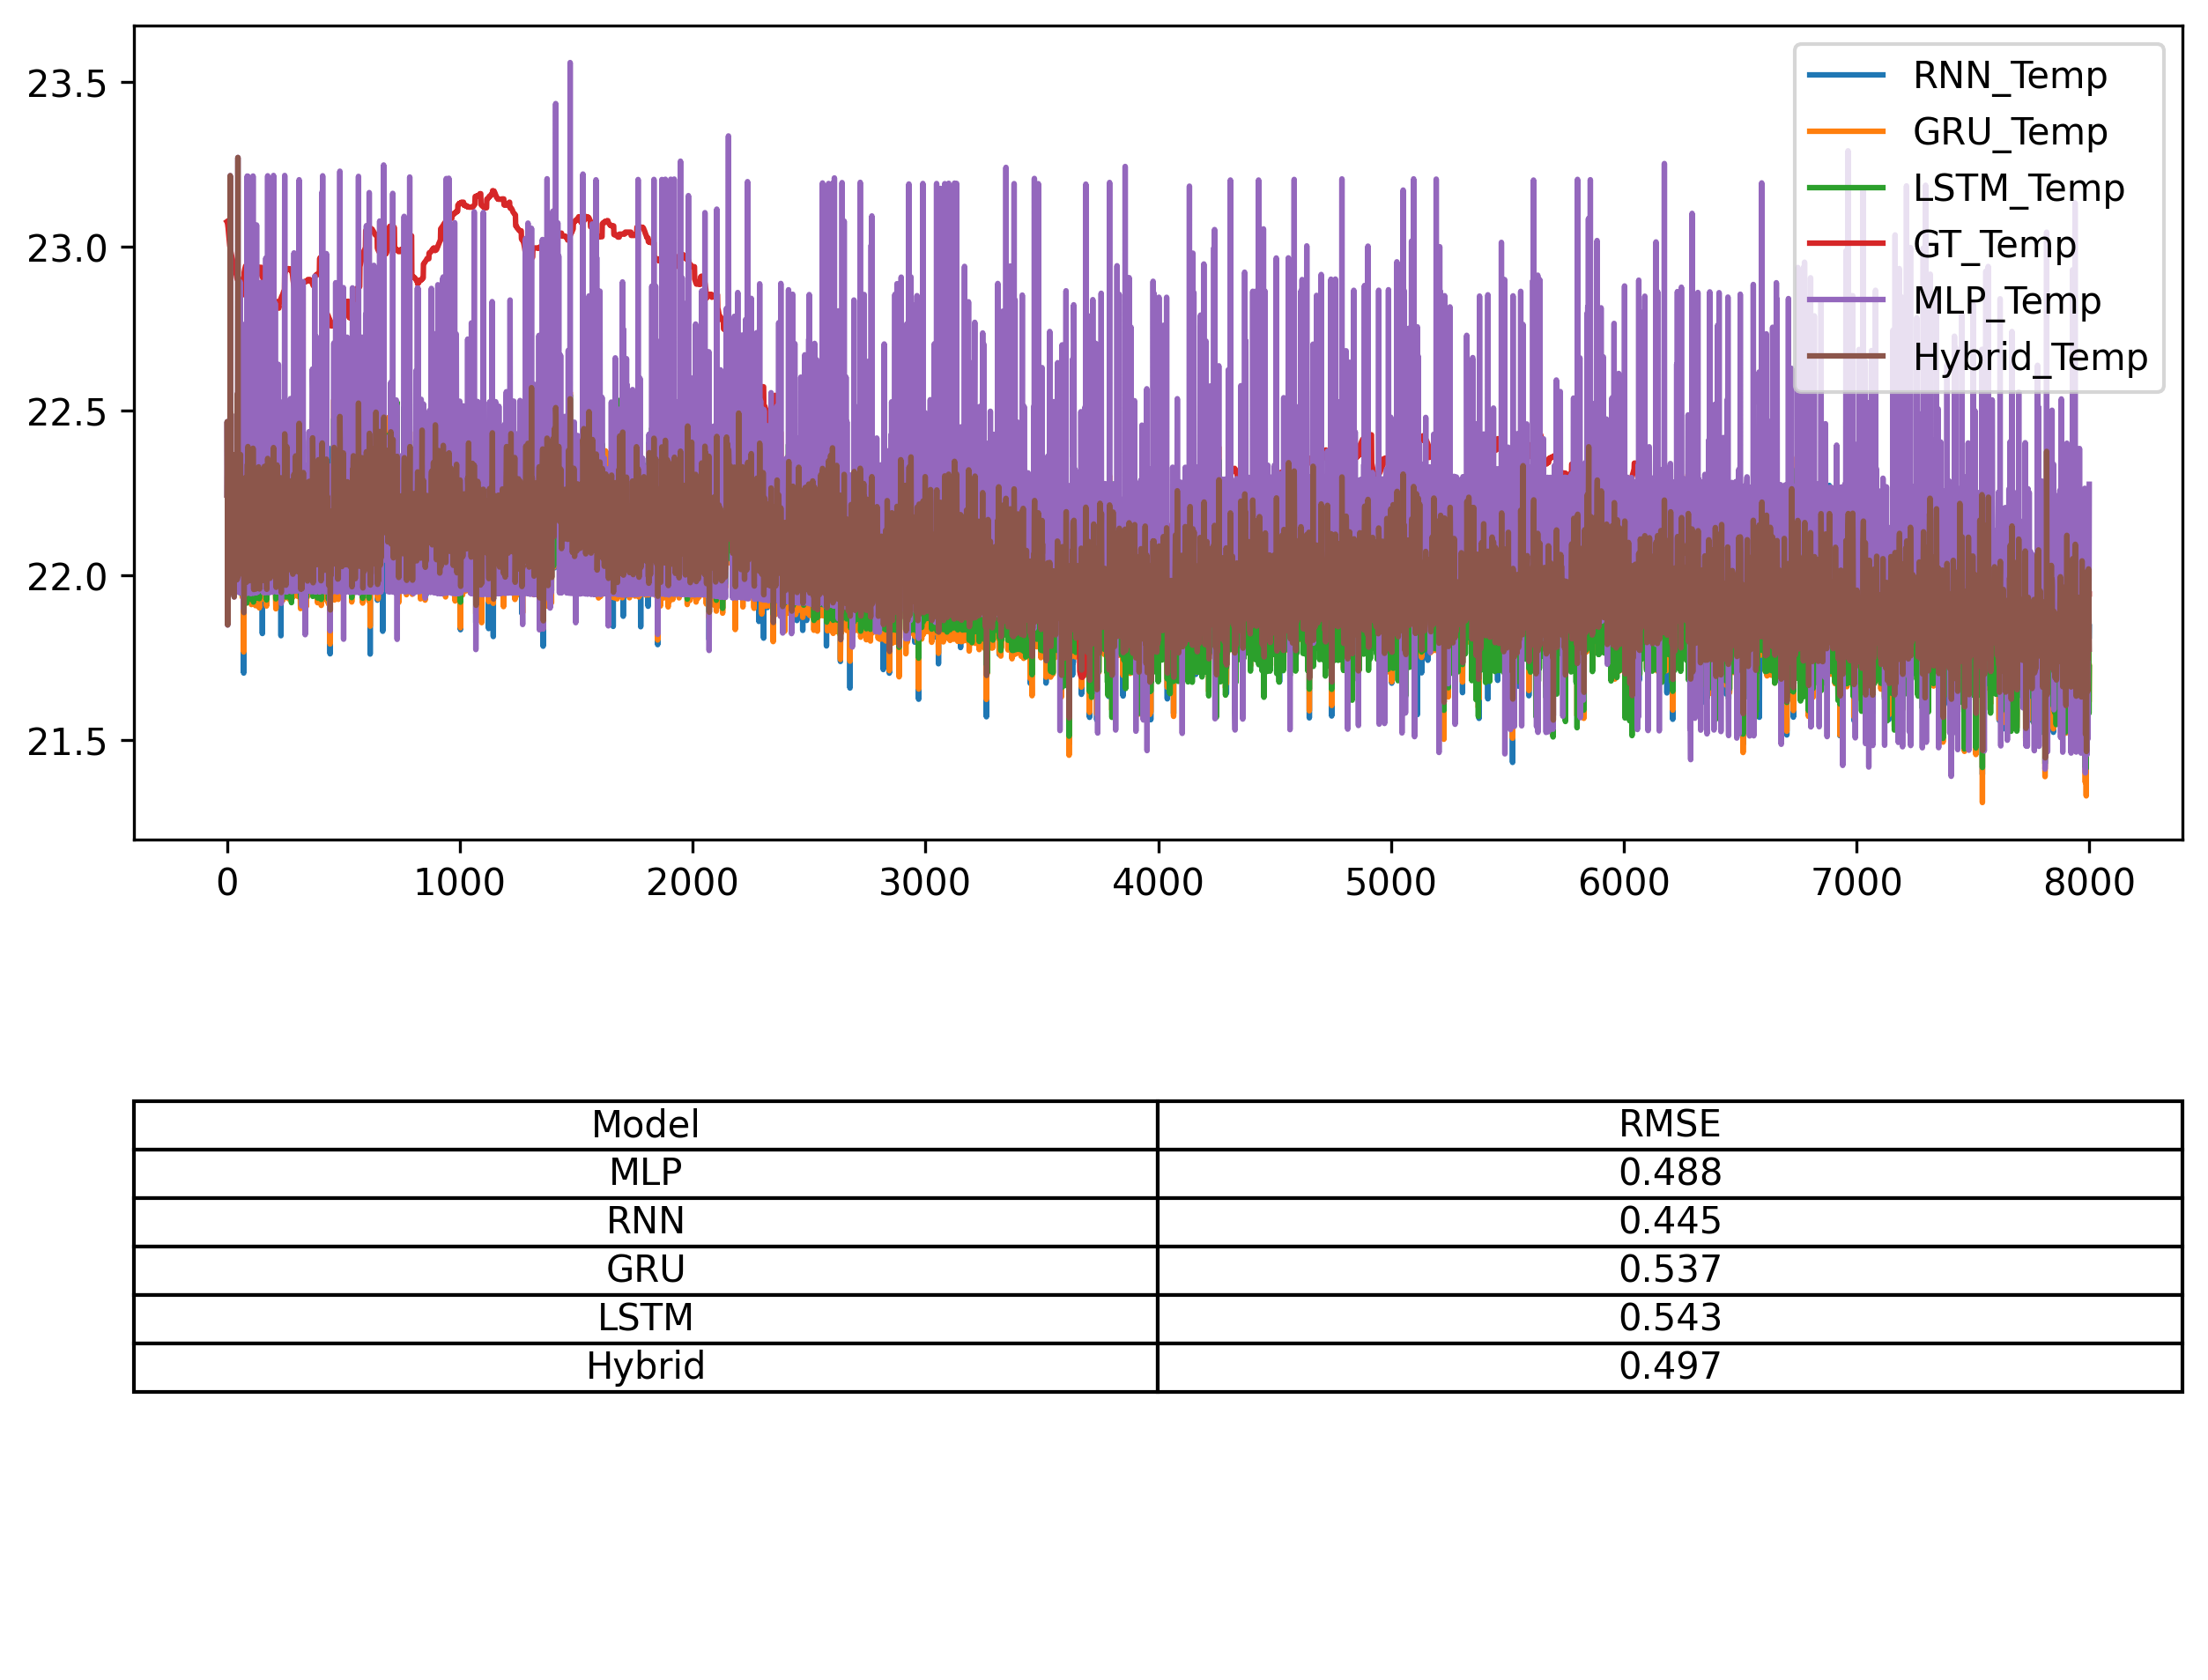 23.5
23.0
22.5
22.0
21.5
RNN_Temp
GRU_Temp
LSTM_Temp
GT_Temp
MLP_Temp
Hybrid_Temp
0 1000 2000 3000 4000 5000 6000 7000 8000
Model RMSE
MLP 0.488
RNN 0.445
GRU 0.537
LSTM 0.543
Hybrid 0.497